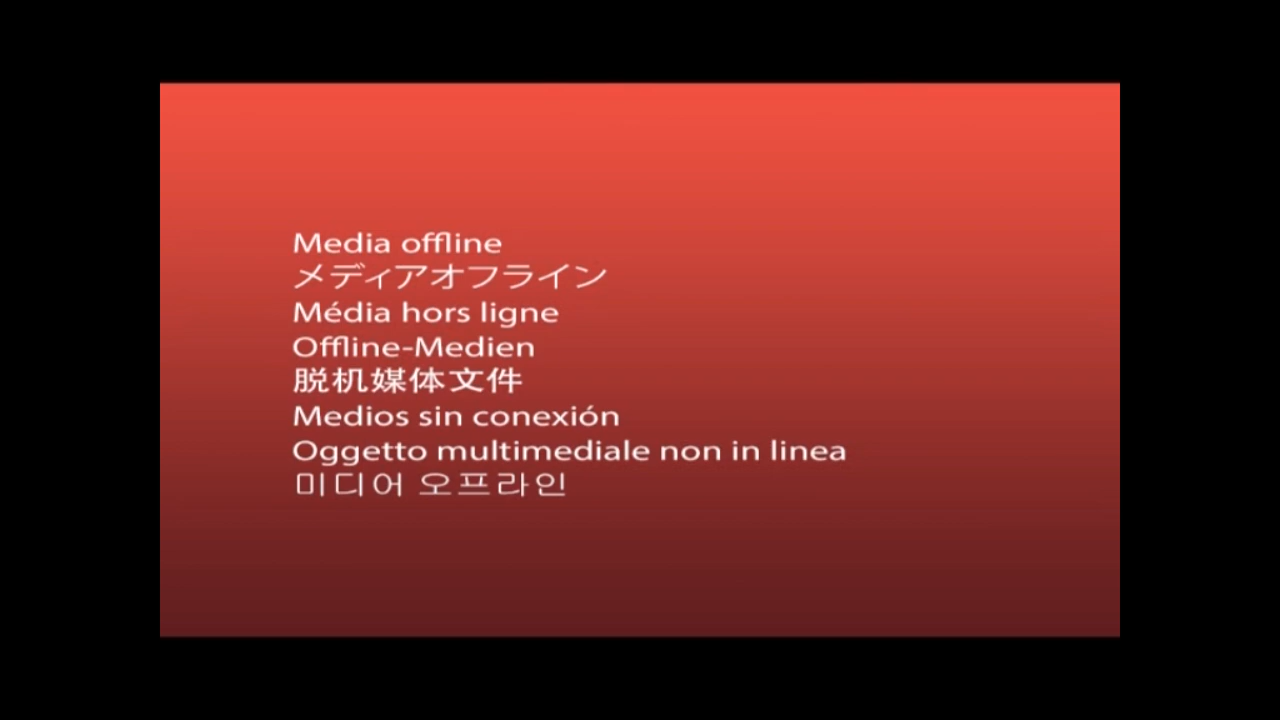 Media offline
メディアオフライン
Média hors ligne
Offline-Medien
脱机媒体文件
Medios sin conexión
Oggetto multimediale non in linea
미디어 오프라인